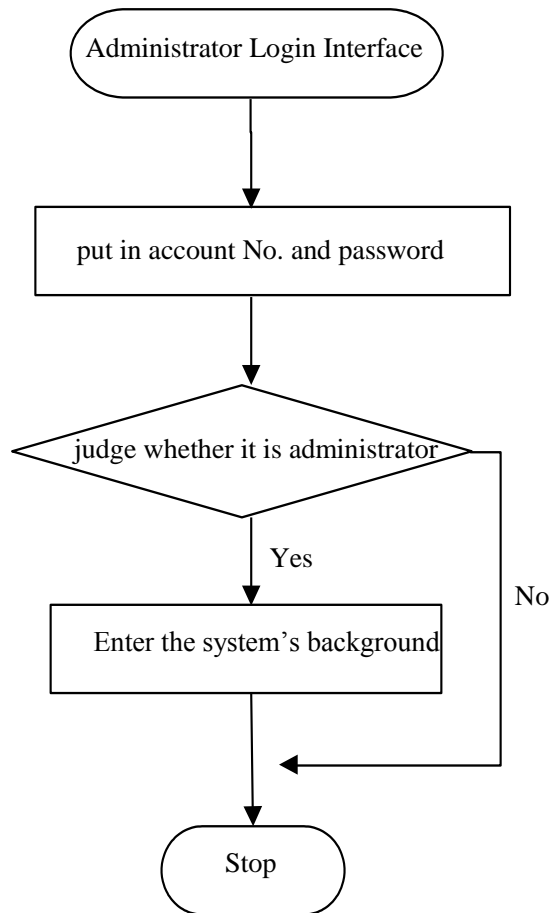 Administrator Login Interface
put in account No. and password
judge whether it is administrator
Yes
No
Enter the system’s background
Stop